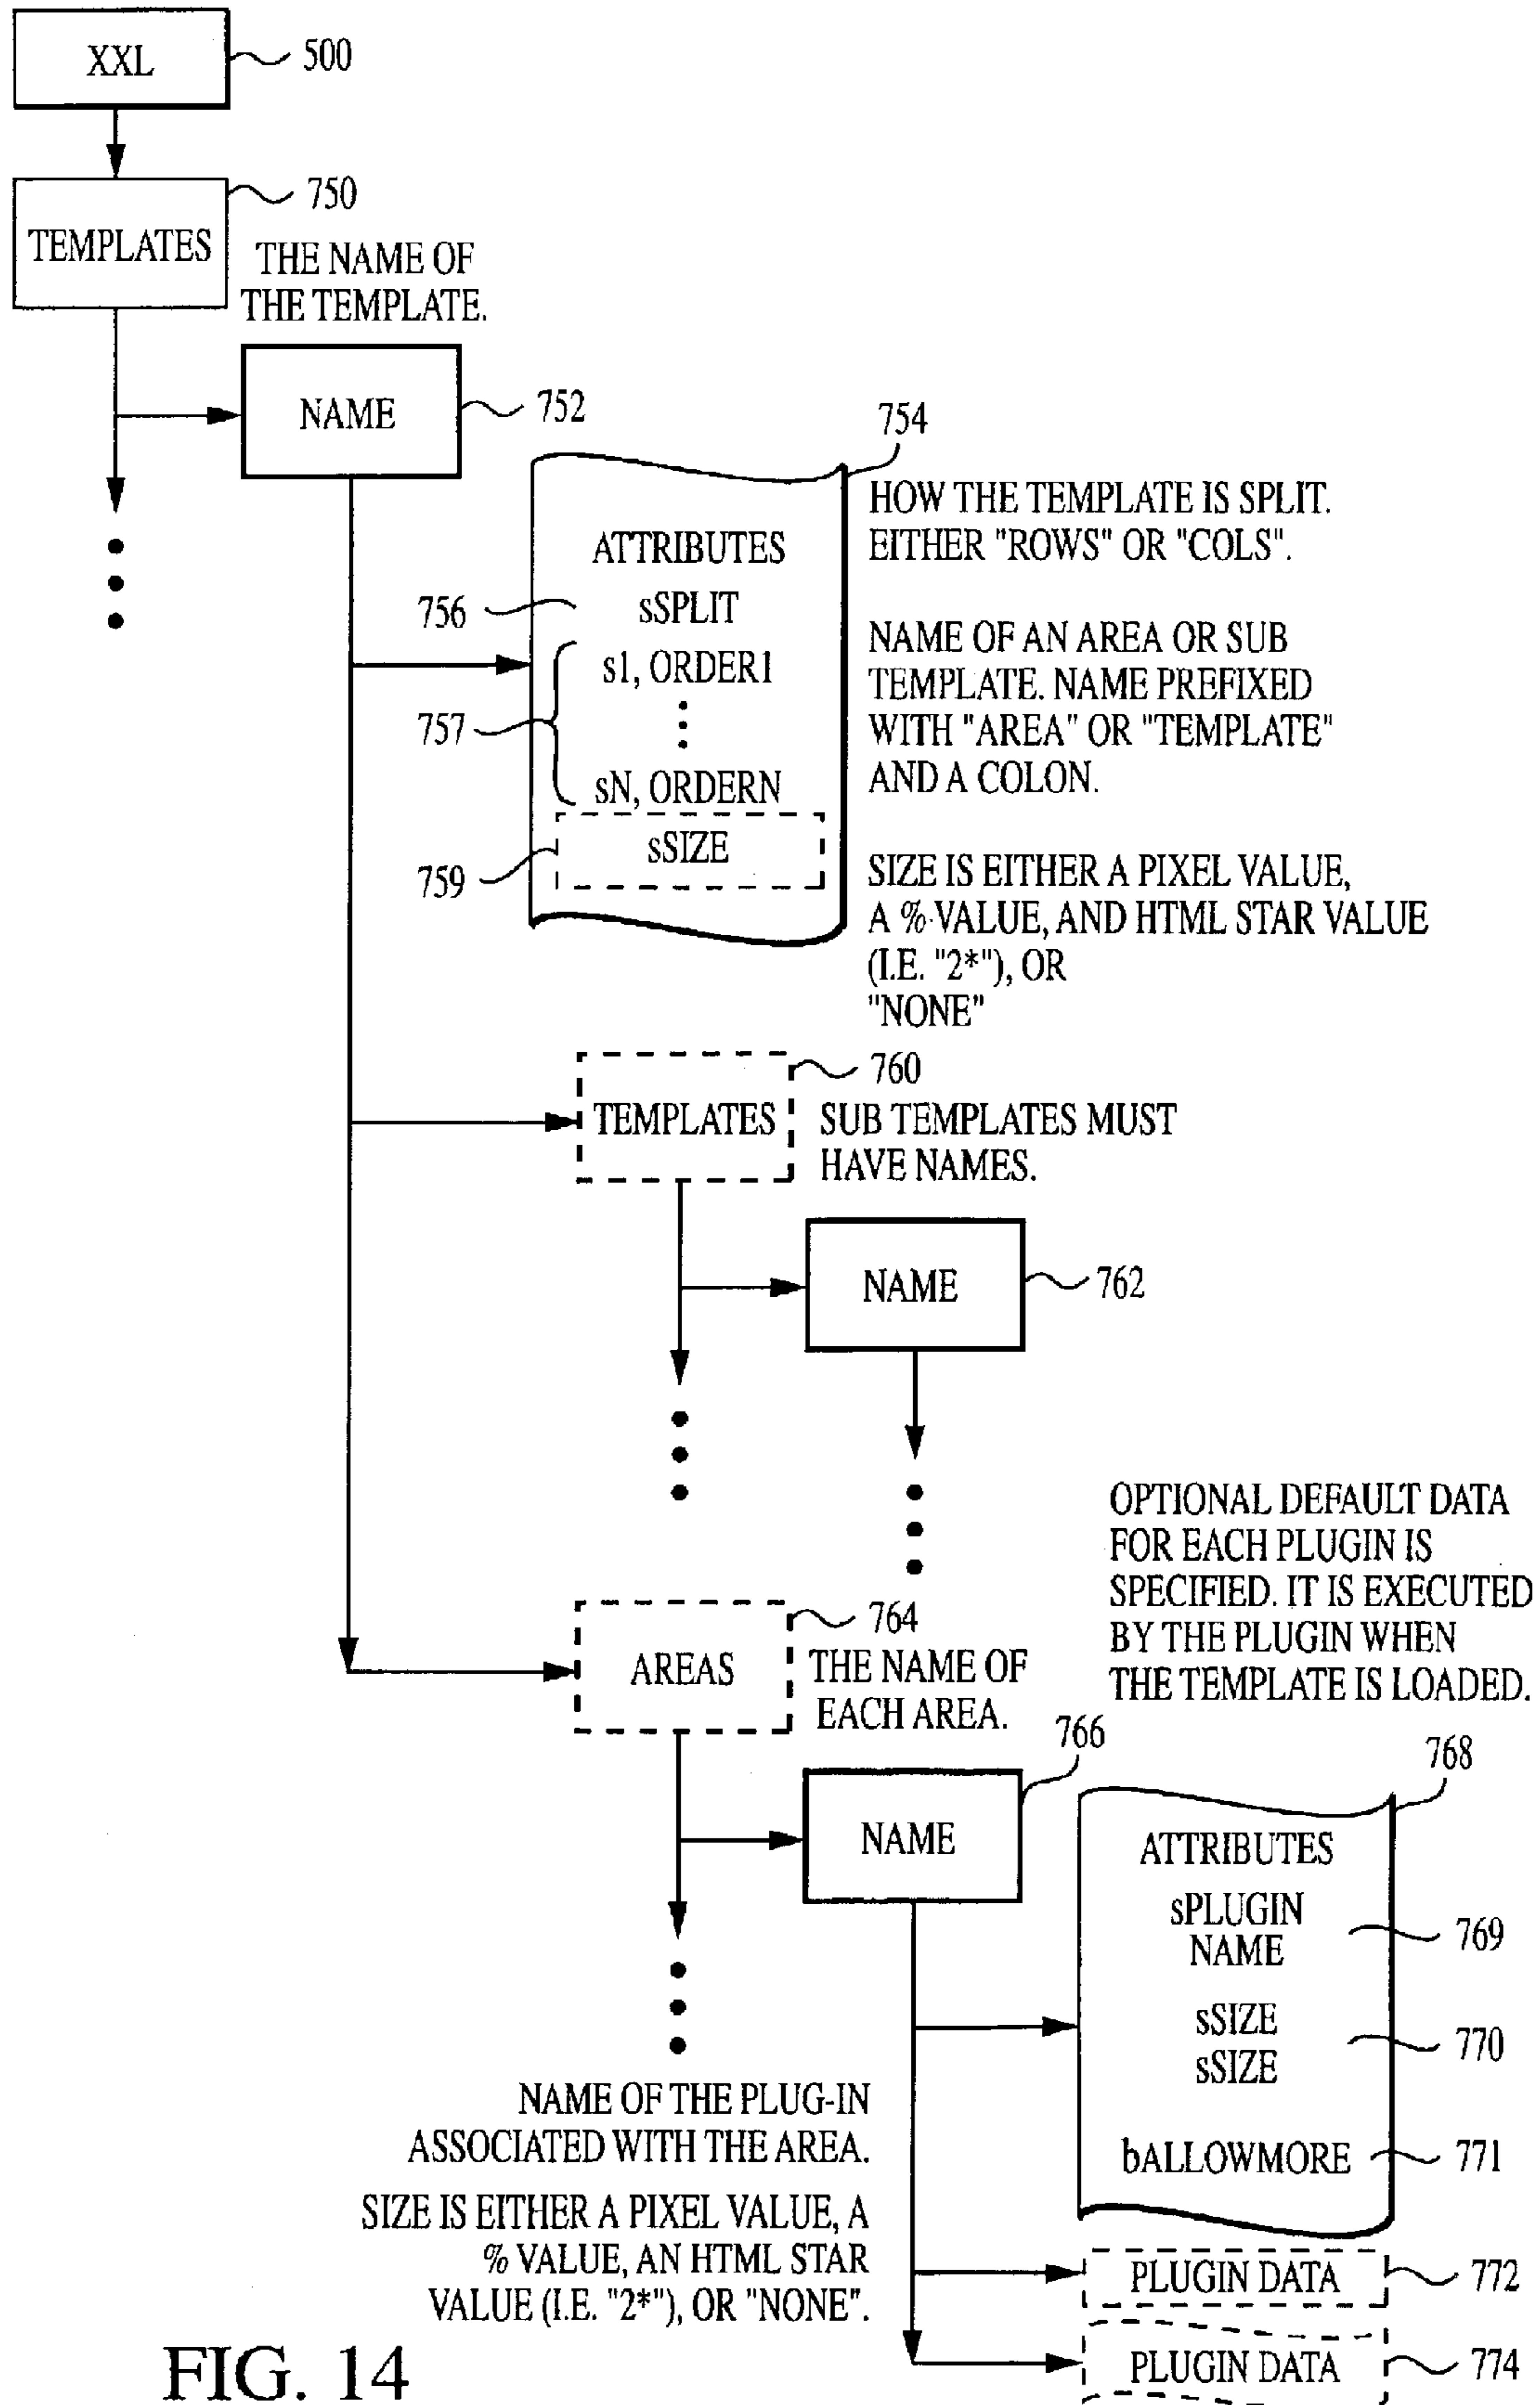 XXL
500
750
TEMPLATES
THE NAME OF
THE TEMPLATE.
NAME
752
754
ATTRIBUTES
756
sSPLIT
s1, ORDER1
757
sN, ORDERN
sSIZE
759
HOW THE TEMPLATE IS SPLIT.
EITHER "ROWS" OR "COLS".
NAME OF AN AREA OR SUB
TEMPLATE. NAME PREFIXED
WITH "AREA" OR "TEMPLATE"
AND A COLON.
SIZE IS EITHER A PIXEL VALUE,
A % VALUE, AND HTML STAR VALUE
(I.E. "2*"), OR
"NONE"
760
TEMPLATES
SUB TEMPLATES MUST
HAVE NAMES.
NAME
762
OPTIONAL DEFAULT DATA
FOR EACH PLUGIN IS
SPECIFIED. IT IS EXECUTED
BY THE PLUGIN WHEN
THE TEMPLATE IS LOADED.
764
AREAS
THE NAME OF
EACH AREA.
766
NAME
768
ATTRIBUTES
sPLUGIN
NAME
769
sSIZE
sSIZE
770
bALLOWMORE
771
NAME OF THE PLUG-IN
ASSOCIATED WITH THE AREA.
SIZE IS EITHER A PIXEL VALUE, A
% VALUE, AN HTML STAR
VALUE (I.E. "2*"), OR "NONE".
PLUGIN DATA
772
PLUGIN DATA
774
FIG. 14